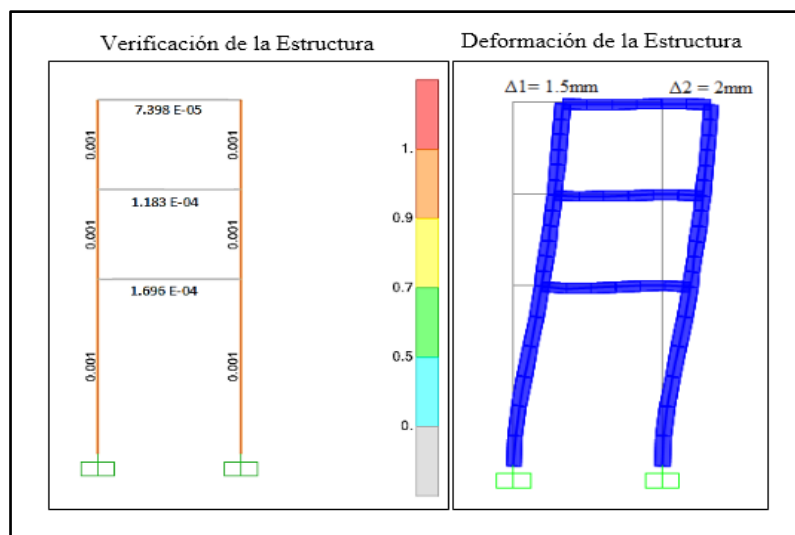 Verificación de la Estructura
Deformación de la Estructura
7.398 E-05
0.001
0.001
1.183 E-04
0.001
0.001
1.696 E-04
0.001
0.001
1.
0.9
0.7
0.5
0.
Δ1= 1.5mm
Δ2 = 2mm